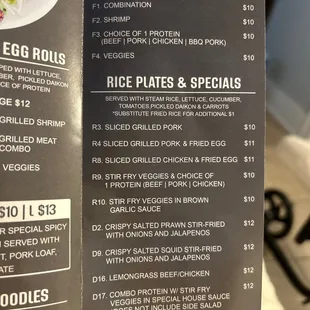 EGG ROLLS
PED WITH LETTUCE,
BER, PICKLED DAIKON
CE OF PROTEIN
GE $12
GRILLED SHRIMP
GRILLED MEAT
COMBO
VEGGIES
$10 | L $13
R SPECIAL SPICY
N SERVED WITH
T, PORK LOAF,
ATE
OODLES
F1. COMBINATION $10
F2. SHRIMP $10
F3. CHOICE OF 1 PROTEIN $10
(BEEF | PORK | CHICKEN | BBQ PORK)
F4. VEGGIES $10
RICE PLATES & SPECIALS
SERVED WITH STEAM RICE, LETTUCE, CUCUMBER,
TOMATOES,PICKLED DAIKON & CARROTS
*SUBSTITUTE FRIED RICE FOR ADDITIONAL $1
R3. SLICED GRILLED PORK $10
R4 SLICED GRILLED PORK & FRIED EGG $11
R8. SLICED GRILLED CHICKEN & FRIED EGG $11
R9. STIR FRY VEGGIES & CHOICE OF $10
1 PROTEIN (BEEF | PORK | CHICKEN)
R10. STIR FRY VEGGIES IN BROWN $10
GARLIC SAUCE
D2. CRISPY SALTED PRAWN STIR-FRIED $12
WITH ONIONS AND JALAPENOS
D9. CRISPY SALTED SQUID STIR-FRIED $12
WITH ONIONS AND JALAPENOS
D16. LEMONGRASS BEEF/CHICKEN $12
D17. COMBO PROTEIN W/ STIR FRY $12
VEGGIES IN SPECIAL HOUSE SAUCE
DOES NOT INCLUDE SIDE SALAD